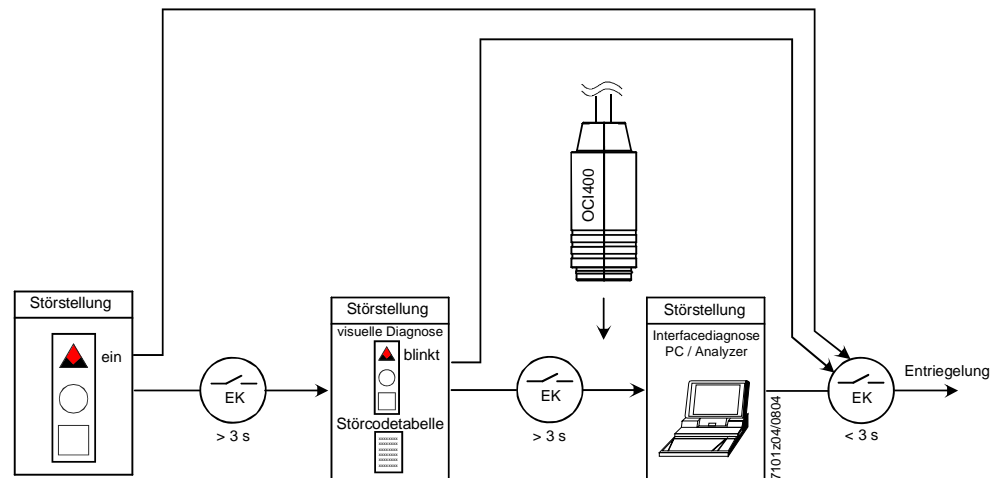 OCI400
Störstellung
ein
EK
> 3 s
Störstellung
visuelle Diagnose
blinkt
Störcodetabelle
EK
> 3 s
Störstellung
Interfacediagnose
PC / Analyzer
7101z04/0804
EK
< 3 s
Entriegelung